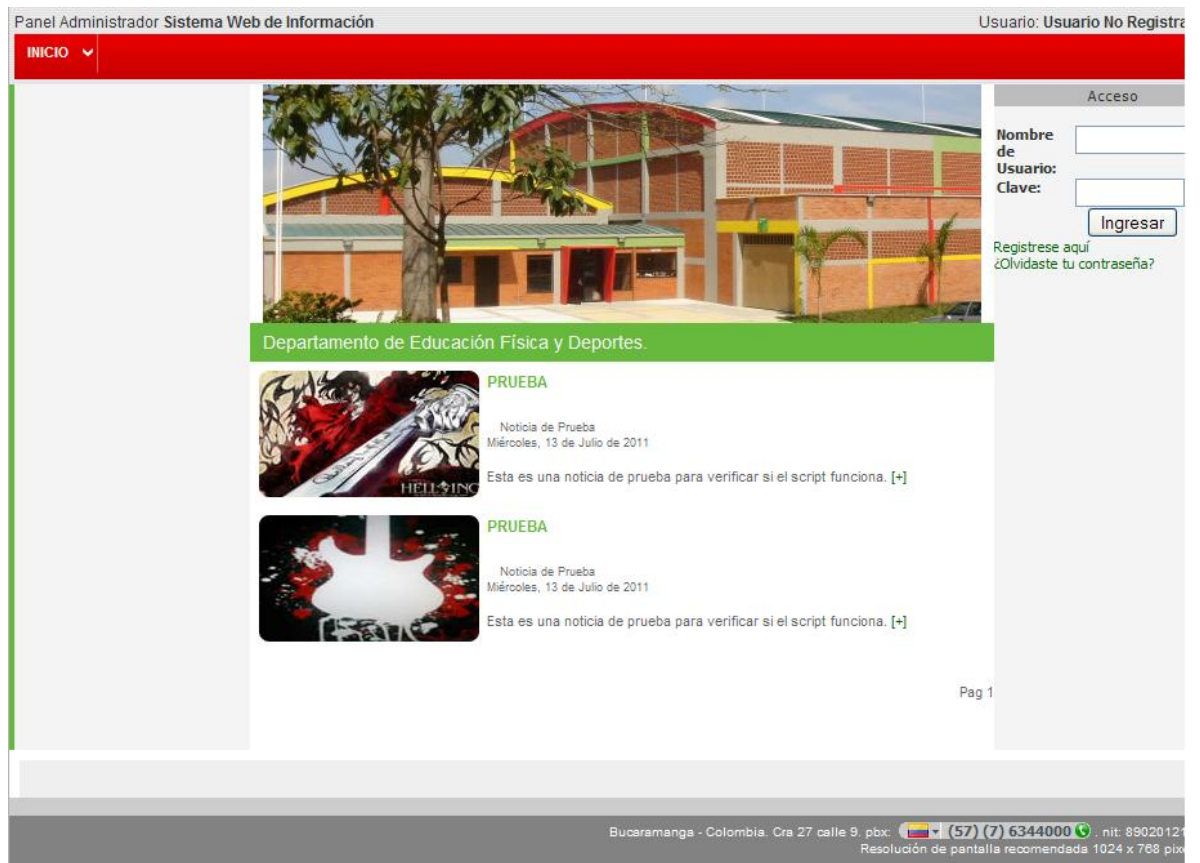 Panel Administrador Sistema Web de Información
Usuario: Usuario No Registra
INICIO
Acceso
Nombre de Usuario:
Clave:
Ingresar
Registrese aquí
¿Olvidaste tu contraseña?
Departamento de Educación Física y Deportes.
PRUEBA
Noticia de Prueba
Miércoles, 13 de Julio de 2011
Esta es una noticia de prueba para verificar si el script funciona. [+]
HELLSING
PRUEBA
Noticia de Prueba
Miércoles, 13 de Julio de 2011
Esta es una noticia de prueba para verificar si el script funciona. [+]
Pag 1
Bucaramanga - Colombia. Cra 27 calle 9. pbx: (57) (7) 6344000 . nit: 89020121
Resolución de pantalla recomendada 1024 x 768 pix